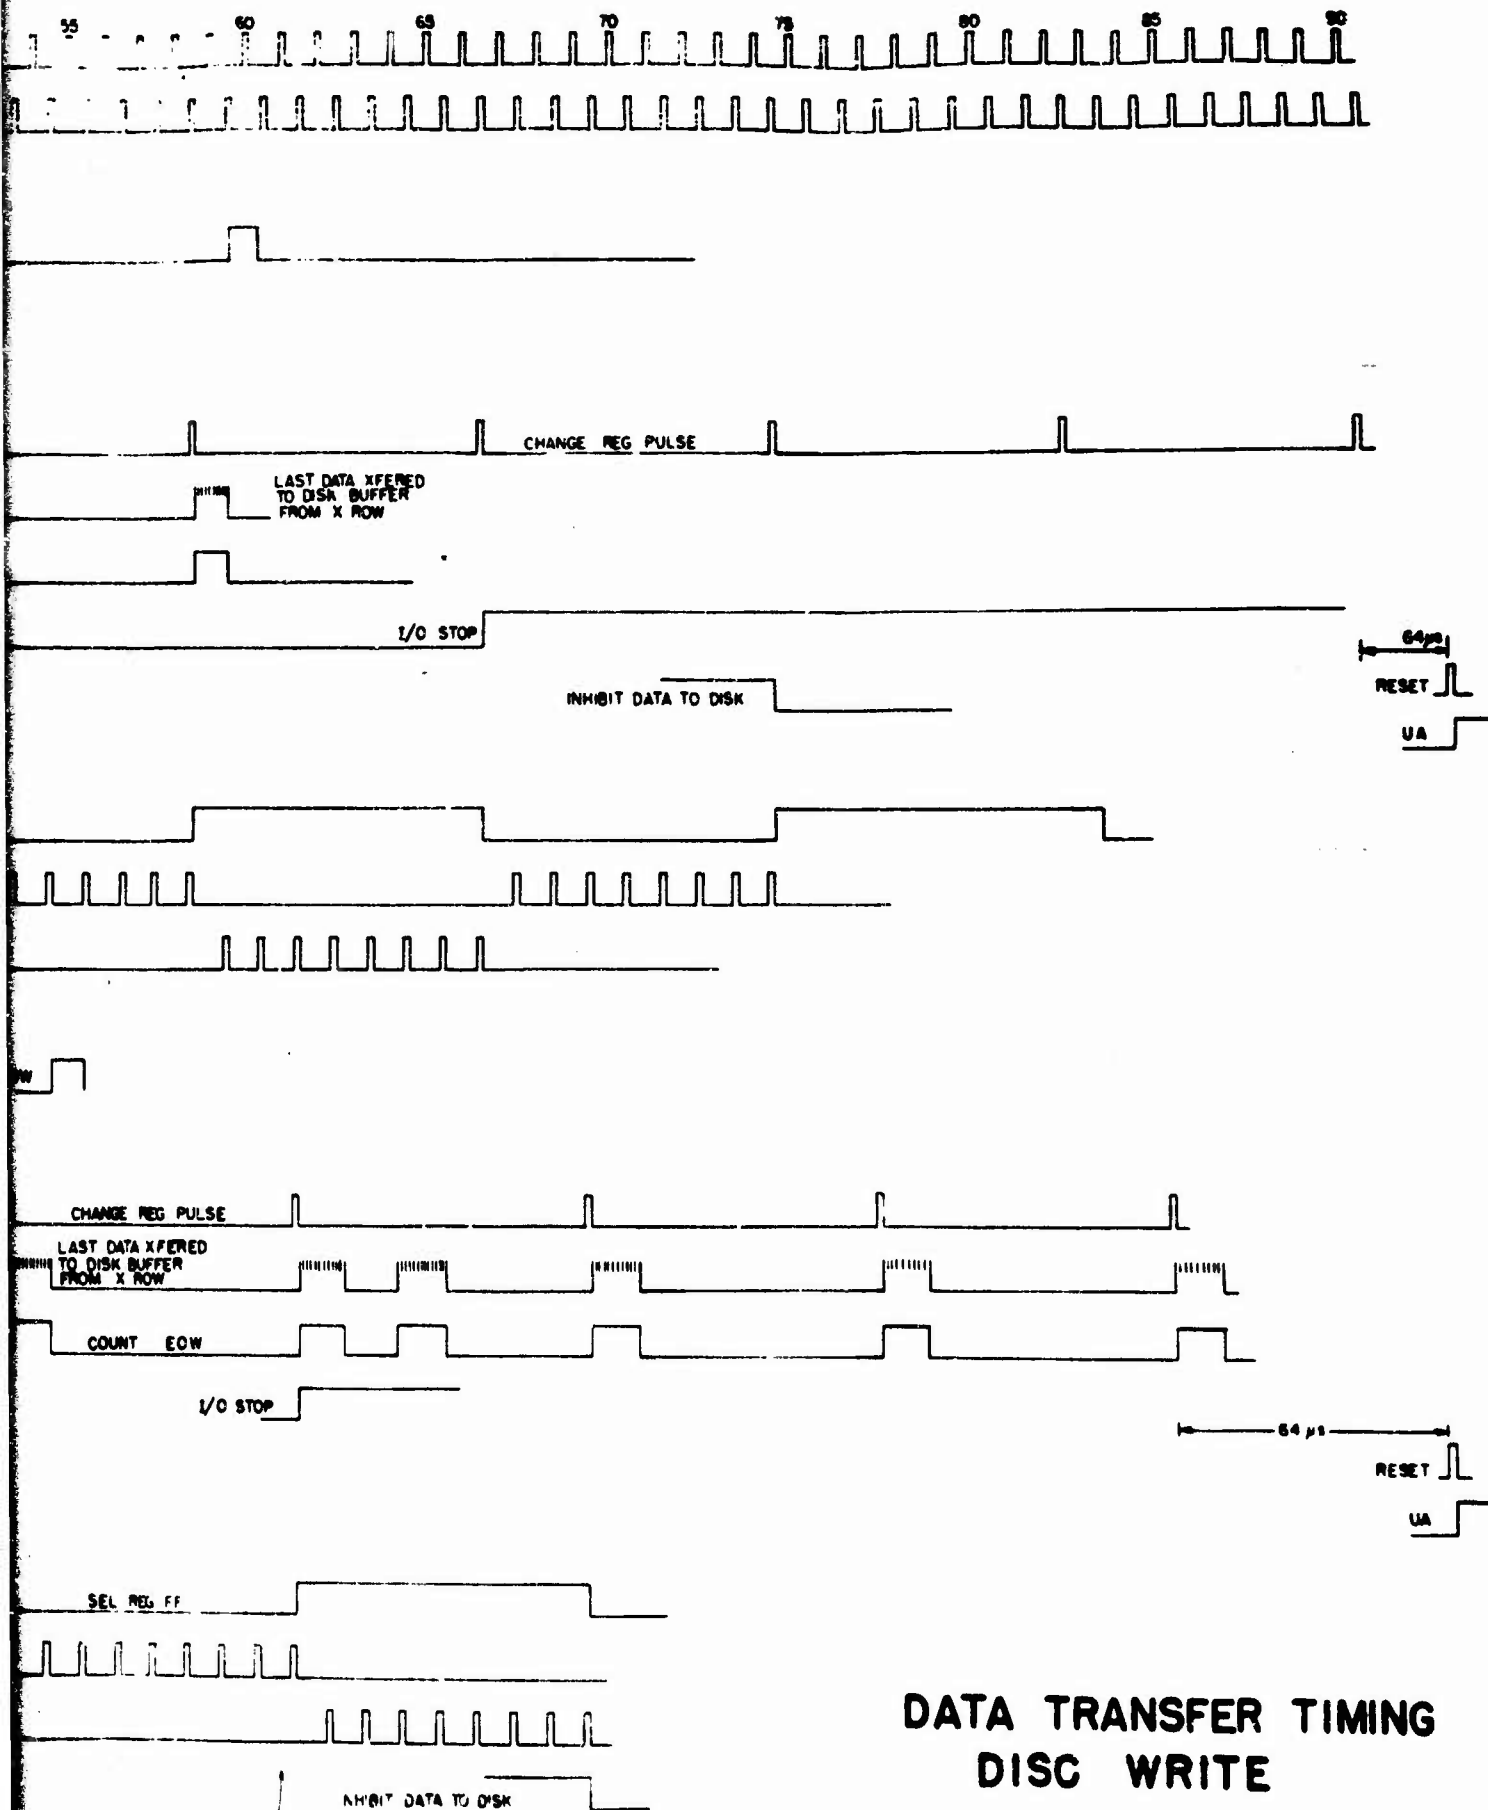 55 60 65 70 75 80 85 90
CHANGE REG PULSE
LAST DATA XFERED
TO DISK BUFFER
FROM X ROW
I/O STOP
64µs
RESET
INHIBIT DATA TO DISK
UA
CHANGE REG PULSE
LAST DATA XFERED
TO DISK BUFFER
FROM X ROW
COUNT ECW
I/O STOP
64 µs
RESET
UA
SEL REG FF
INHIBIT DATA TO DISK
DATA TRANSFER TIMING
DISC WRITE